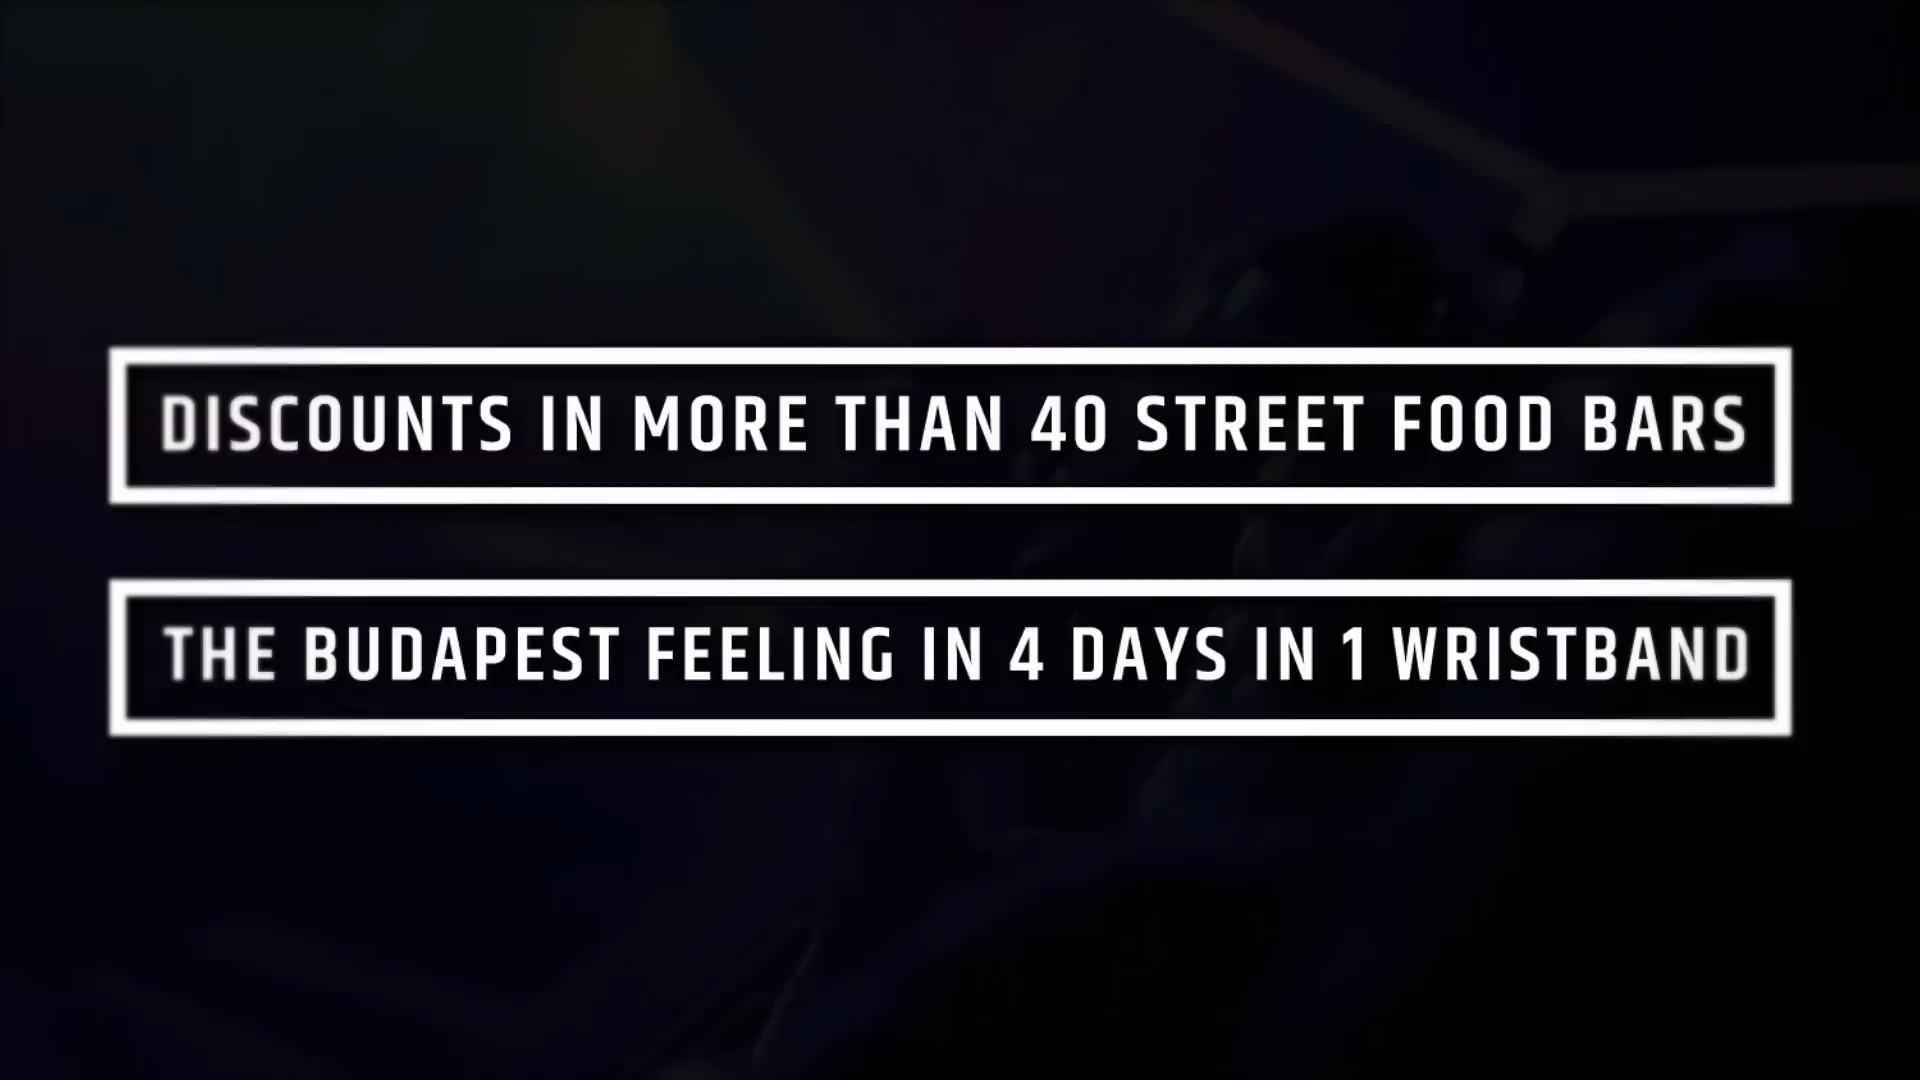 DISCOUNTS IN MORE THAN 40 STREET FOOD BARS
THE BUDAPEST FEELING IN 4 DAYS IN 1 WRISTBAND